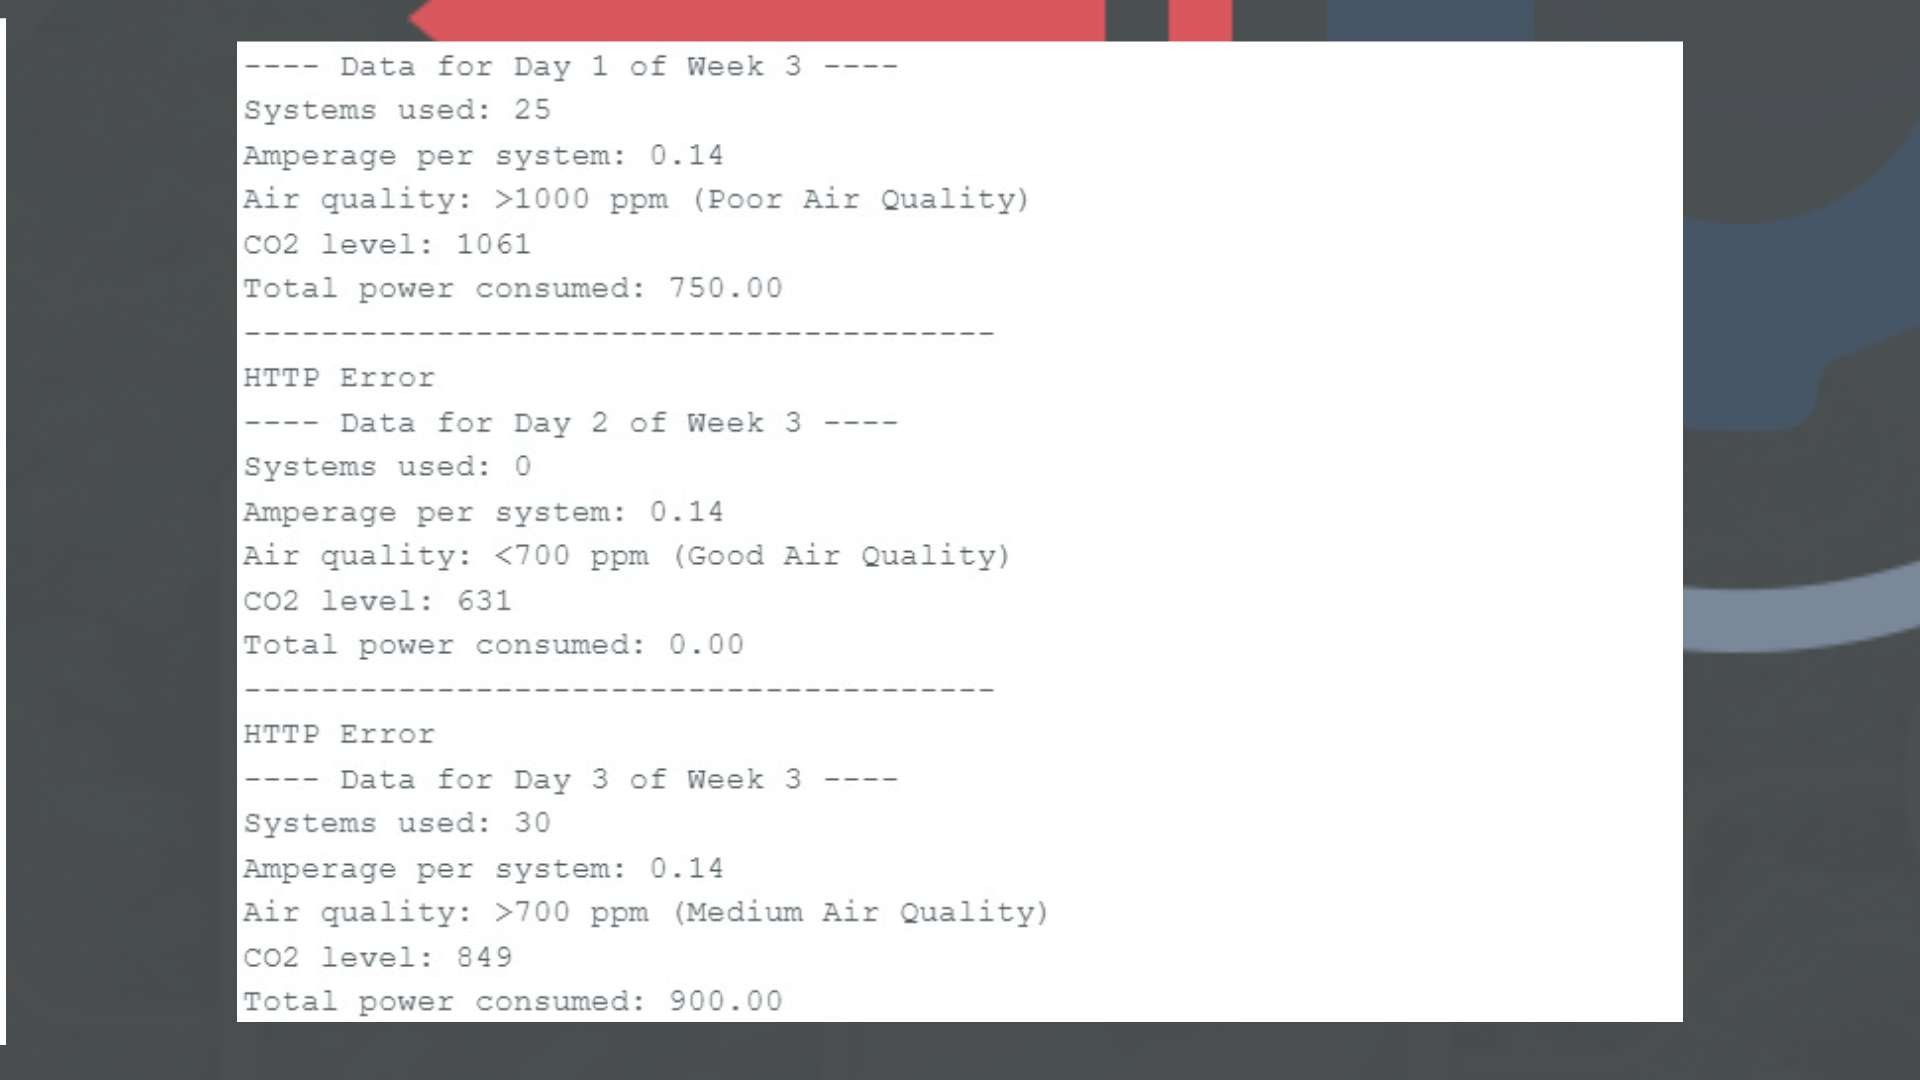 ---- Data for Day 1 of Week 3 ----
Systems used: 25
Amperage per system: 0.14
Air quality: >1000 ppm (Poor Air Quality)
CO2 level: 1061
Total power consumed: 750.00
---------------------------------------
HTTP Error
---- Data for Day 2 of Week 3 ----
Systems used: 0
Amperage per system: 0.14
Air quality: <700 ppm (Good Air Quality)
CO2 level: 631
Total power consumed: 0.00
---------------------------------------
HTTP Error
---- Data for Day 3 of Week 3 ----
Systems used: 30
Amperage per system: 0.14
Air quality: >700 ppm (Medium Air Quality)
CO2 level: 849
Total power consumed: 900.00